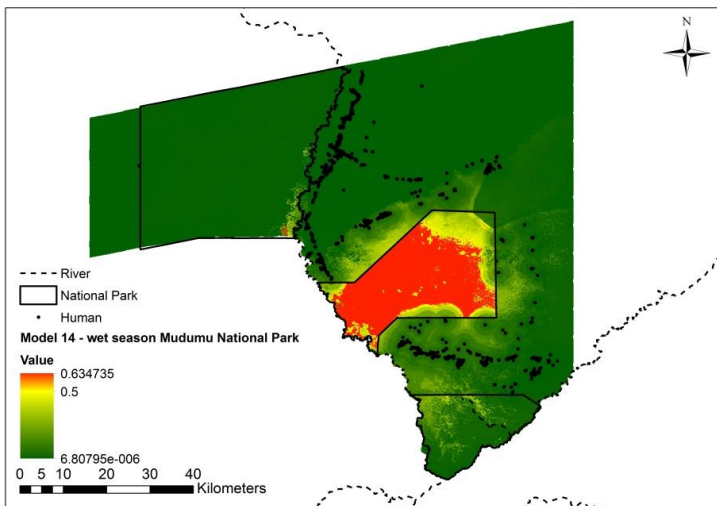 N
River
National Park
Human
Model 14 - wet season Mudumu National Park
Value
0.634735
0.5
6.80795e-006
0 5 10 20 30 40
Kilometers